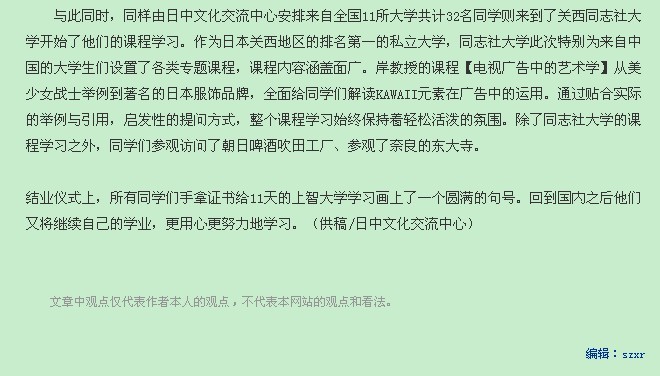 与此同时，同样由日中文化交流中心安排来自全国11所大学共计32名同学则来到了关西同志社大
学开始了他们的课程学习。作为日本关西地区的排名第一的私立大学，同志社大学此次特别为来自中
国的大学生们设置了各类专题课程，课程内容涵盖面广。岸教授的课程【电视广告中的艺术学】从美
少女战士举例到著名的日本服饰品牌，全面给同学们解读KAWAII元素在广告中的运用。通过贴合实际
的举例与引用，启发性的提问方式，整个课程学习始终保持着轻松活泼的氛围。除了同志社大学的课
程学习之外，同学们参观访问了朝日啤酒吹田工厂、参观了奈良的东大寺。
结业仪式上，所有同学们手拿证书给11天的上智大学学习画上了一个圆满的句号。回到国内之后他们
又将继续自己的学业，更用心更努力地学习。（供稿/日中文化交流中心）
文章中观点仅代表作者本人的观点，不代表本网站的观点和看法。
编辑：szxr